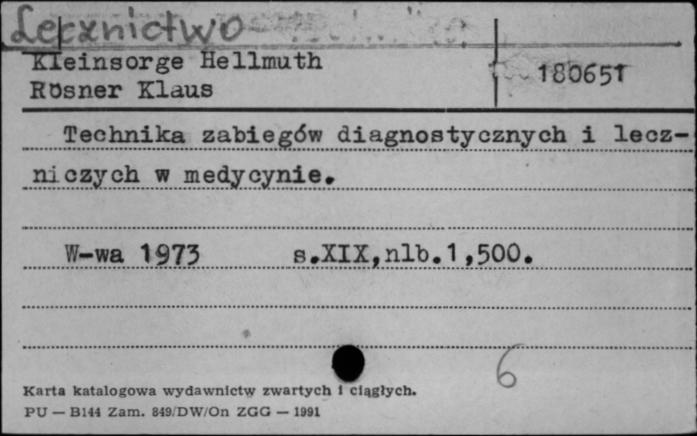 Lecznictwo
Kleinsorge Hellmuth
Rösner Klaus
180651
Technika zabiegów diagnostycznych i lecz-
niczych w medycynie.
W-wa 1973 s.XIX,nlb.1,500.
6
Karta katalogowa wydawnictw zwartych i ciągłych.
PU — B144 Zam. 849/DW/On ZGG — 1991